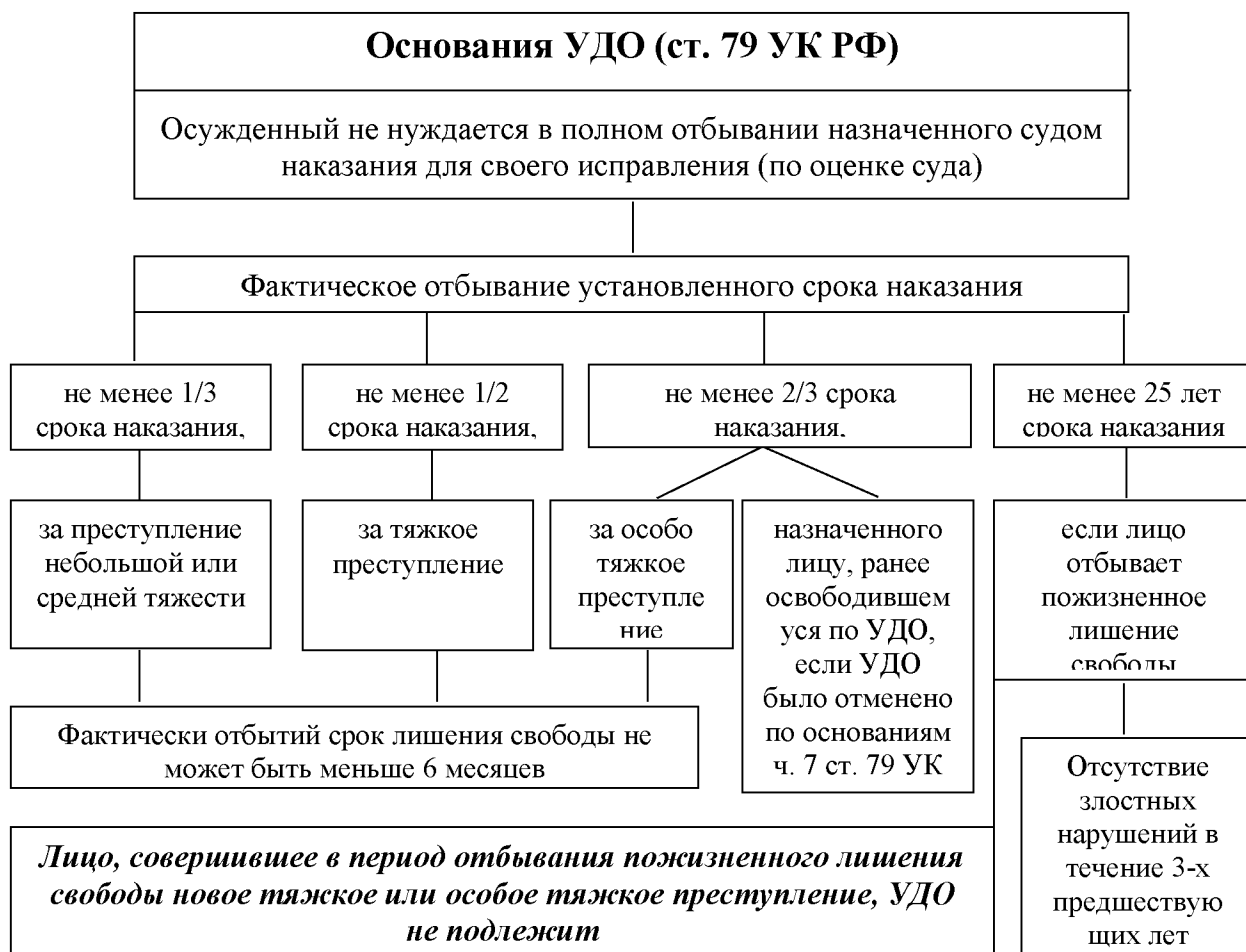 Основания УДО (ст. 79 УК РФ)
Осужденный не нуждается в полном отбывании назначенного судом
наказания для своего исправления (по оценке суда)
Фактическое отбывание установленного срока наказания
не менее 1/3
срока наказания,
не менее 1/2
срока наказания,
не менее 2/3 срока
наказания,
не менее 25 лет
срока наказания
за преступление
небольшой или
средней тяжести
за тяжкое
преступление
за особо
тяжкое
преступле
ние
назначенного
лицу, ранее
освободившем
уся по УДО,
если УДО
было отменено
по основаниям
ч. 7 ст. 79 УК
если лицо
отбывает
пожизненное
лишение
свободы
Фактически отбытий срок лишения свободы не
может быть меньше 6 месяцев
Отсутствие
злостных
нарушений в
течение 3-х
предшествую
щих лет
Лицо, совершившее в период отбывания пожизненного лишения
свободы новое тяжкое или особое тяжкое преступление, УДО
не подлежит